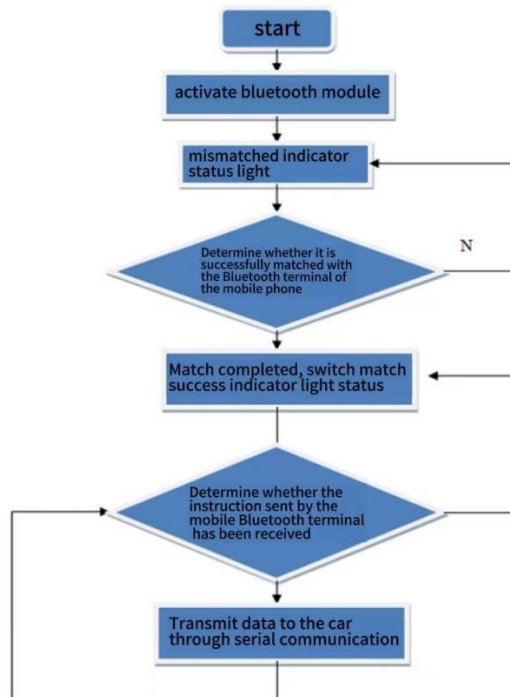 start
activate bluetooth module
mismatched indicator
status light
Determine whether it is
successfully matched with
the Bluetooth terminal of
the mobile phone
N
Match completed, switch match
success indicator light status
Determine whether the
instruction sent by the
mobile Bluetooth terminal
has been received
Transmit data to the car
through serial communication